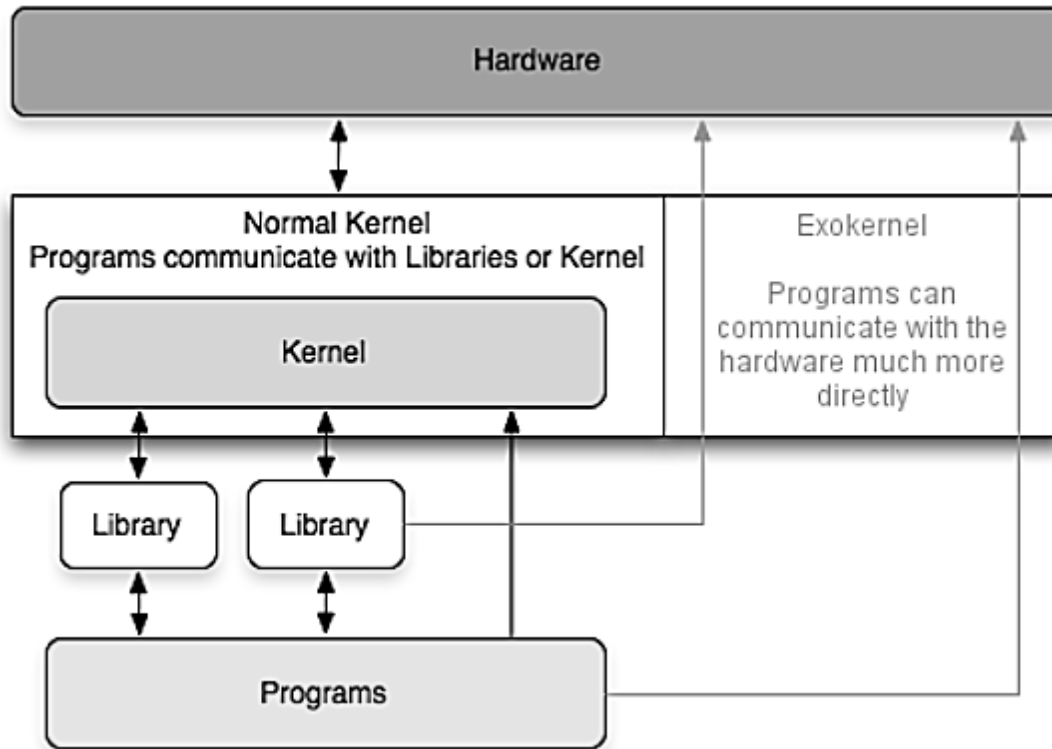 Hardware
Normal Kernel
Programs communicate with Libraries or Kernel
Kernel
Exokernel
Programs can
communicate with the
hardware much more
directly
Library
Library
Programs